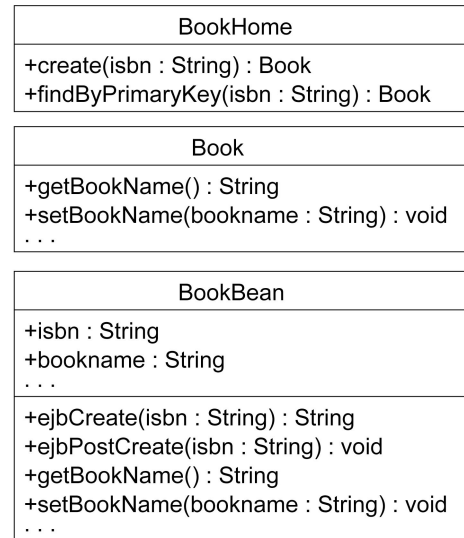 BookHome
+create(isbn : String) : Book
+findByPrimaryKey(isbn : String) : Book
Book
+getBookName() : String
+setBookName(bookname : String) : void
. . .
BookBean
+isbn : String
+bookname : String
. . .
+ejbCreate(isbn : String) : String
+ejbPostCreate(isbn : String) : void
+getBookName() : String
+setBookName(bookname : String) : void
. . .